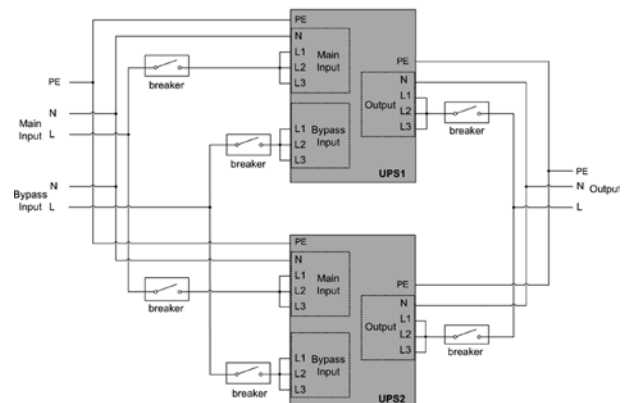 PE
N
L1
L2
L3
Main
Input
breaker
PE
N
Main
Input
L
N
Bypass
Input
L
breaker
L1
L2
L3
Bypass
Input
PE
N
Output
L1
L2
L3
breaker
UPS1
PE
N
Output
L
PE
N
L1
L2
L3
Main
Input
breaker
PE
N
Output
L1
L2
L3
breaker
L1
L2
L3
Bypass
Input
breaker
UPS2